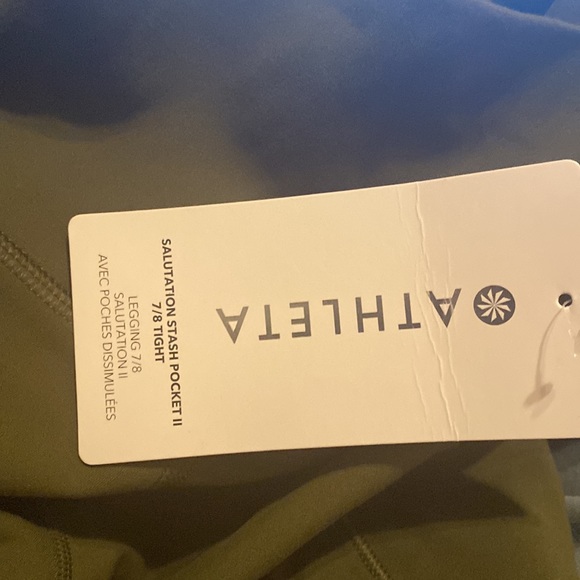 ATHLETA
SALUTATION STASH POCKET II
7/8 TIGHT
LEGGING 7/8
SALUTATION II
AVEC POCHES DISSIMULÉES